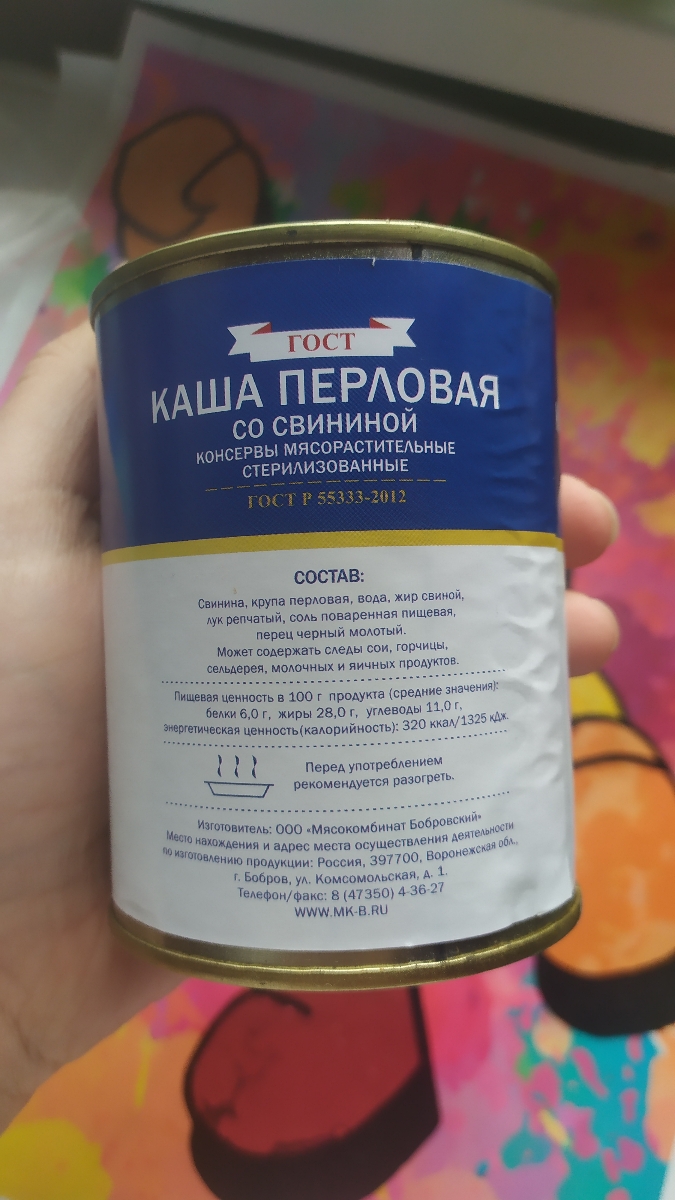 ГОСТ
КАША ПЕРЛОВАЯ
СО СВИНИНОЙ
КОНСЕРВЫ МЯСОРАСТИТЕЛЬНЫЕ
СТЕРИЛИЗОВАННЫЕ
ГОСТ Р 55333-2012
СОСТАВ:
Свинина, крупа перловая, вода, жир свиной,
лук репчатый, соль поваренная пищевая,
перец черный молотый.
Может содержать следы сои, горчицы,
сельдерея, молочных и яичных продуктов.
Пищевая ценность в 100 г продукта (средние значения):
белки 6,0 г, жиры 28,0 г, углеводы 11,0 г,
энергетическая ценность(калорийность): 320 ккал/1325 кДж.
Перед употреблением
рекомендуется разогреть.
Изготовитель: ООО «Мясокомбинат Бобровский»
Место нахождения и адрес места осуществления деятельности
по изготовлению продукции: Россия, 397700, Воронежская обл.,
г. Бобров, ул. Комсомольская, д. 1.
Телефон/факс: 8 (47350) 4-36-27
WWW.MK-B.RU